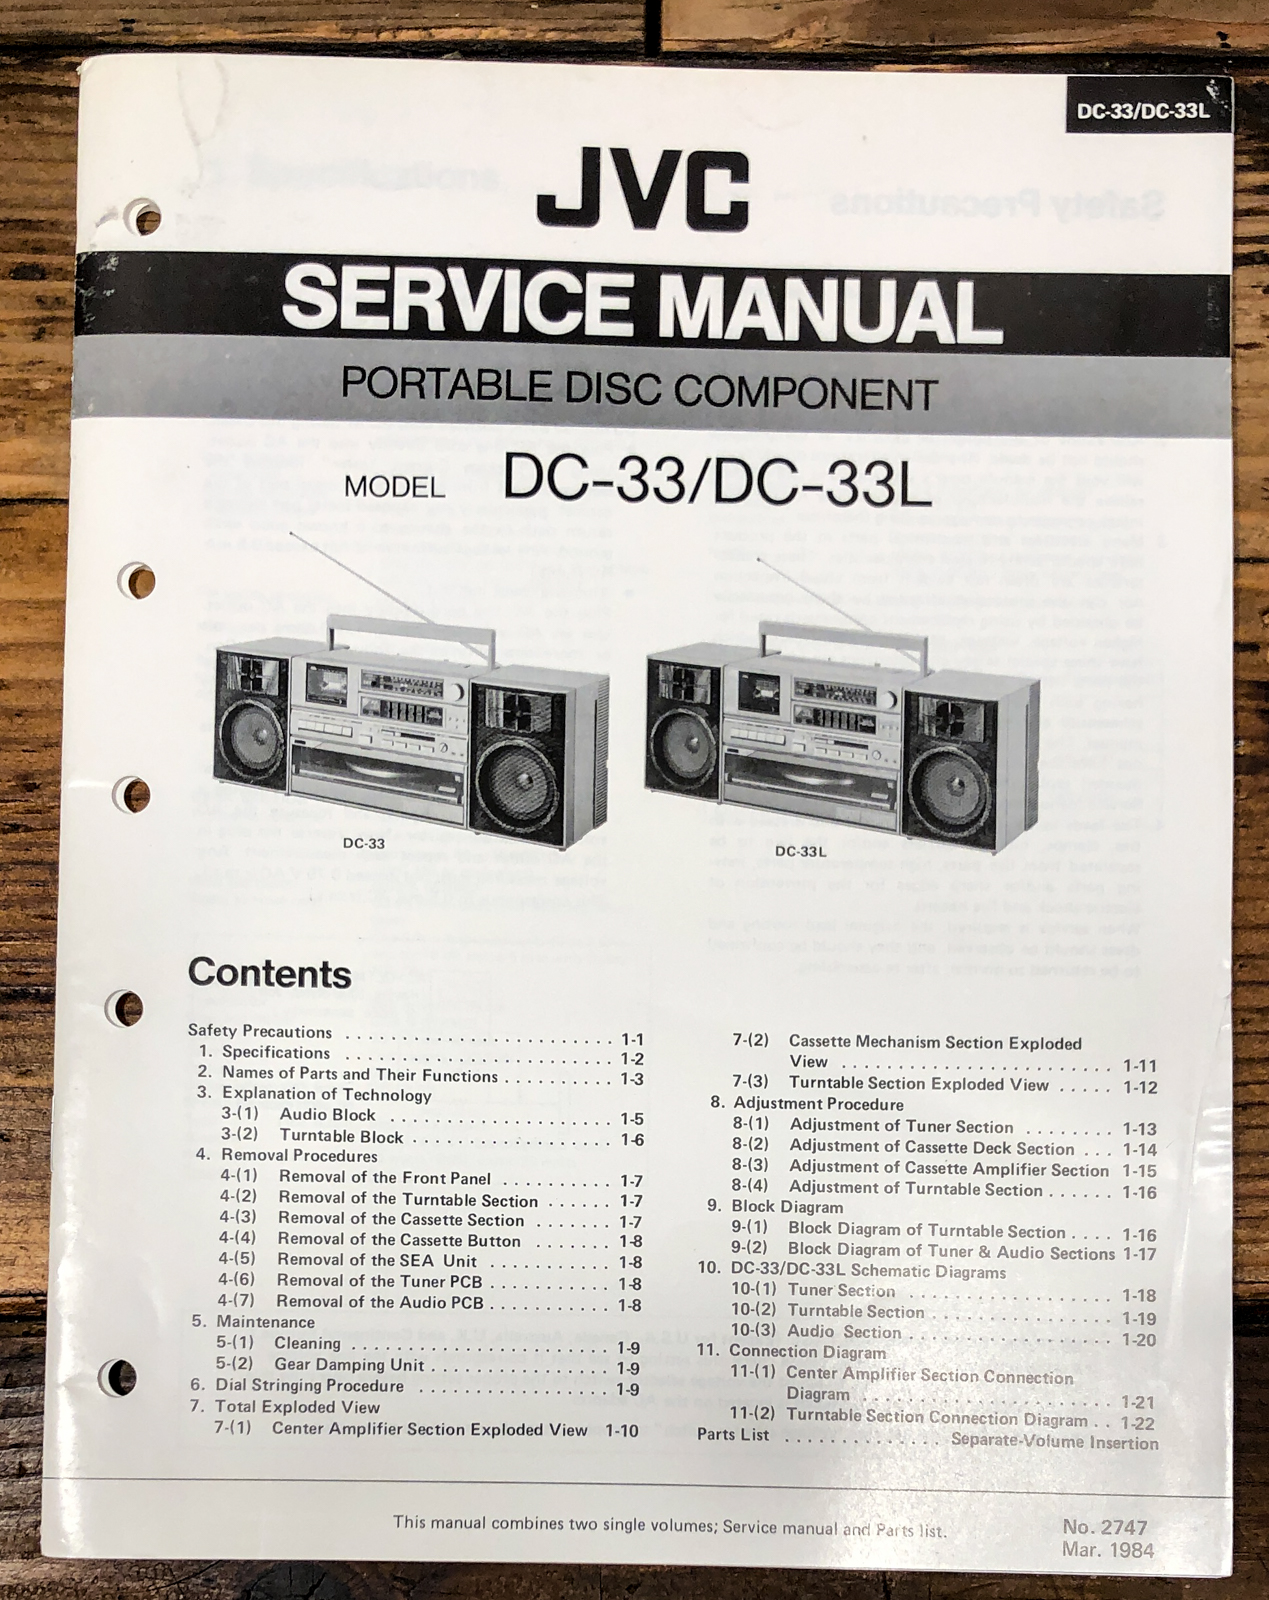 DC-33/DC-33L
JVC
SERVICE MANUAL
PORTABLE DISC COMPONENT
MODEL DC-33/DC-33L
DC-33
DC-33L
Contents
Safety Precautions . . . . . . . . . . . . . . . . . . . . . . . . 1-1
1. Specifications . . . . . . . . . . . . . . . . . . . . . . . . 1-2
2. Names of Parts and Their Functions . . . . . . . . . . 1-3
3. Explanation of Technology
3-(1) Audio Block . . . . . . . . . . . . . . . . . . . . 1-5
3-(2) Turntable Block . . . . . . . . . . . . . . . . . . 1-6
4. Removal Procedures
4-(1) Removal of the Front Panel . . . . . . . . . . 1-7
4-(2) Removal of the Turntable Section . . . . . . 1-7
4-(3) Removal of the Cassette Section . . . . . . . 1-7
4-(4) Removal of the Cassette Button . . . . . . . 1-8
4-(5) Removal of the SEA Unit . . . . . . . . . . . 1-8
4-(6) Removal of the Tuner PCB . . . . . . . . . . . 1-8
4-(7) Removal of the Audio PCB . . . . . . . . . . . 1-8
5. Maintenance
5-(1) Cleaning . . . . . . . . . . . . . . . . . . . . . . . 1-9
5-(2) Gear Damping Unit . . . . . . . . . . . . . . . . 1-9
6. Dial Stringing Procedure . . . . . . . . . . . . . . . . . 1-9
7. Total Exploded View
7-(1) Center Amplifier Section Exploded View 1-10
7-(2) Cassette Mechanism Section Exploded
View . . . . . . . . . . . . . . . . . . . . . . . . 1-11
7-(3) Turntable Section Exploded View . . . . . 1-12
8. Adjustment Procedure
8-(1) Adjustment of Tuner Section . . . . . . . . 1-13
8-(2) Adjustment of Cassette Deck Section . . . 1-14
8-(3) Adjustment of Cassette Amplifier Section 1-15
8-(4) Adjustment of Turntable Section . . . . . . 1-16
9. Block Diagram
9-(1) Block Diagram of Turntable Section . . . . 1-16
9-(2) Block Diagram of Tuner & Audio Sections 1-17
10. DC-33/DC-33L Schematic Diagrams
10-(1) Tuner Section . . . . . . . . . . . . . . . . . . . 1-18
10-(2) Turntable Section . . . . . . . . . . . . . . . . 1-19
10-(3) Audio Section . . . . . . . . . . . . . . . . . . 1-20
11. Connection Diagram
11-(1) Center Amplifier Section Connection
Diagram . . . . . . . . . . . . . . . . . . . . . . 1-21
11-(2) Turntable Section Connection Diagram . . 1-22
Parts List . . . . . . . . . . . . . . Separate-Volume Insertion
This manual combines two single volumes; Service manual and Parts list.
No. 2747
Mar. 1984